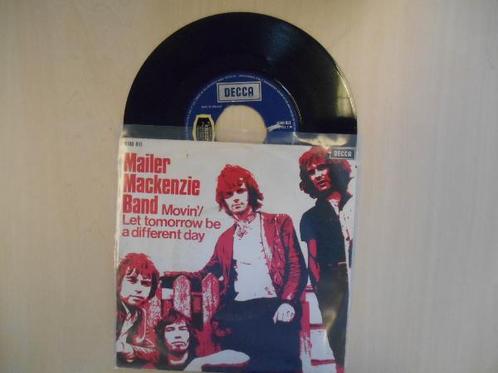 DECCA
DECCA
Mailer
Mackenzie
Band Movin'/
Let tomorrow be
a different day